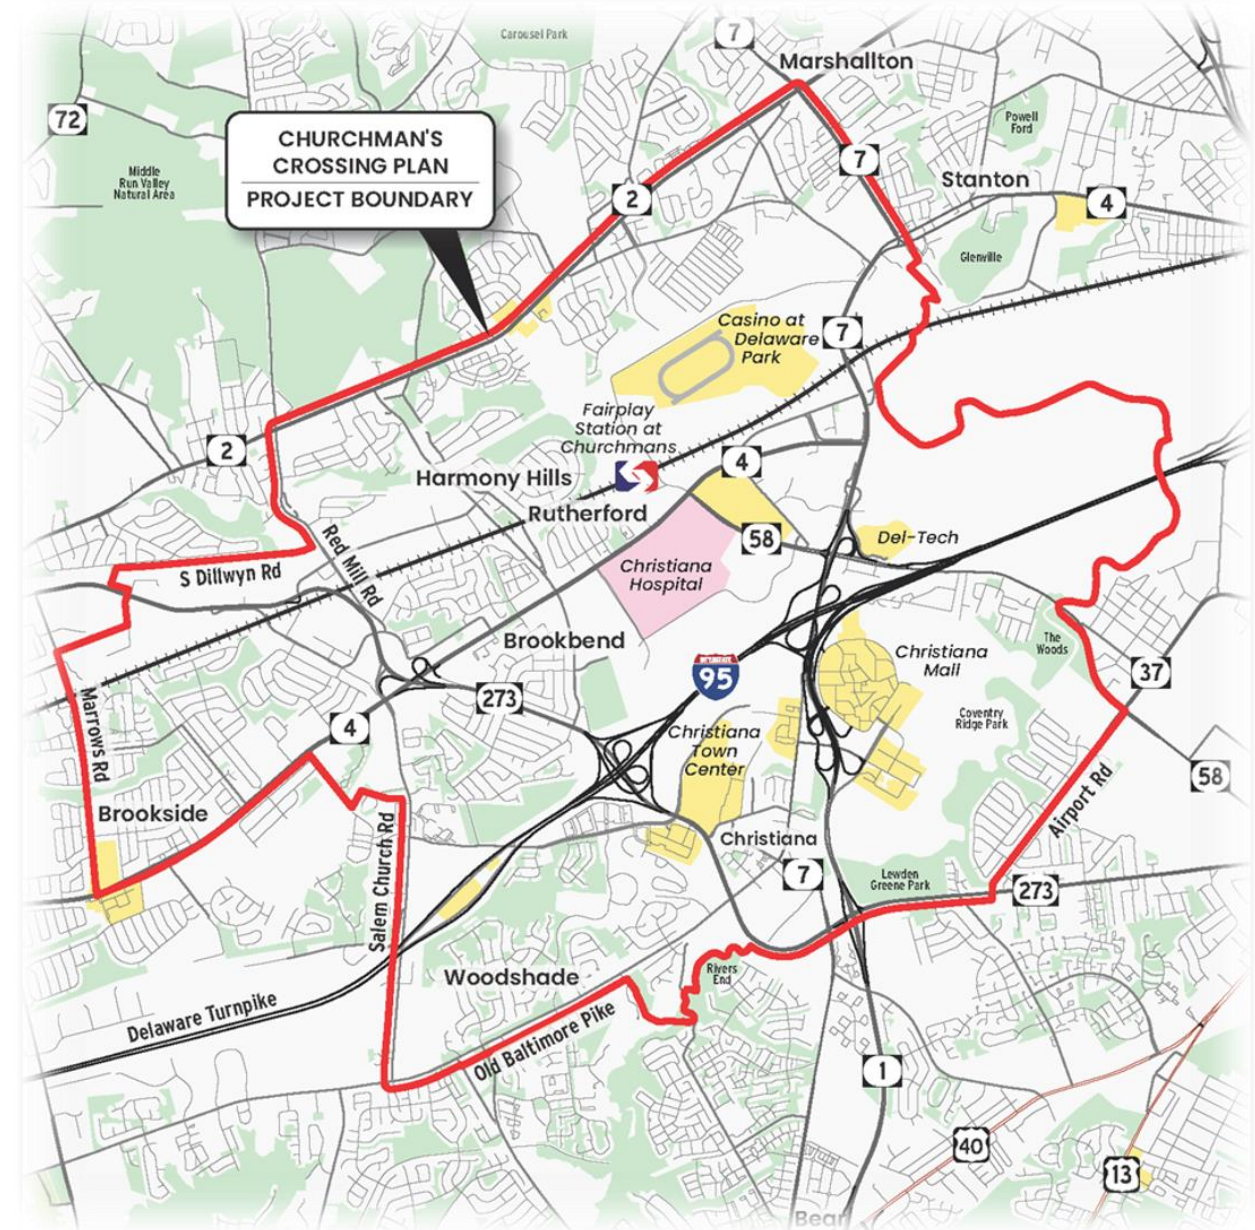 Carousel Park
7
Marshallton
72
CHURCHMAN'S
CROSSING PLAN
PROJECT BOUNDARY
Powell
Ford
7
Middle
Run Valley
Natural Area
Stanton
2
4
Glenville
Casino at
Delaware
Park
7
Fairplay
Station at
Churchmans
2
4
Harmony Hills
Rutherford
58
Del-Tech
Red Mill Rd
S Dillwyn Rd
Christiana
Hospital
Brookbend
The
Woods
Christiana
Mall
INTERSTATE
95
37
273
Marrows Rd
4
Christiana
Town
Center
Coventry
Ridge Park
58
Airport Rd
Brookside
Salem Church Rd
Christiana
7
Lewden
Greene Park
273
Woodshade
Rivers
End
Delaware Turnpike
Old Baltimore Pike
1
40
13
Bear